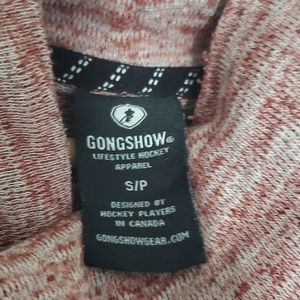 GONGSHOW®
LIFESTYLE HOCKEY
APPAREL
S/P
DESIGNED BY
HOCKEY PLAYERS
IN CANADA
GONGSHOWGEAR.COM